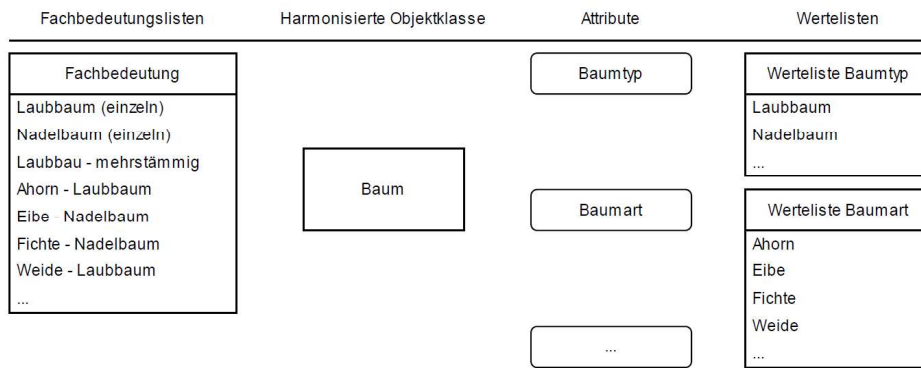 Fachbedeutungslisten
Harmonisierte Objektklasse
Attribute
Wertelisten
Fachbedeutung
Laubbaum (einzeln)
Nadelbaum (einzeln)
Laubbau - mehrstämmig
Ahorn - Laubbaum
Eibe - Nadelbaum
Fichte - Nadelbaum
Weide - Laubbaum
...
Baum
Baumtyp
Baumart
...
Werteliste Baumtyp
Laubbaum
Nadelbaum
...
Werteliste Baumart
Ahorn
Eibe
Fichte
Weide
...